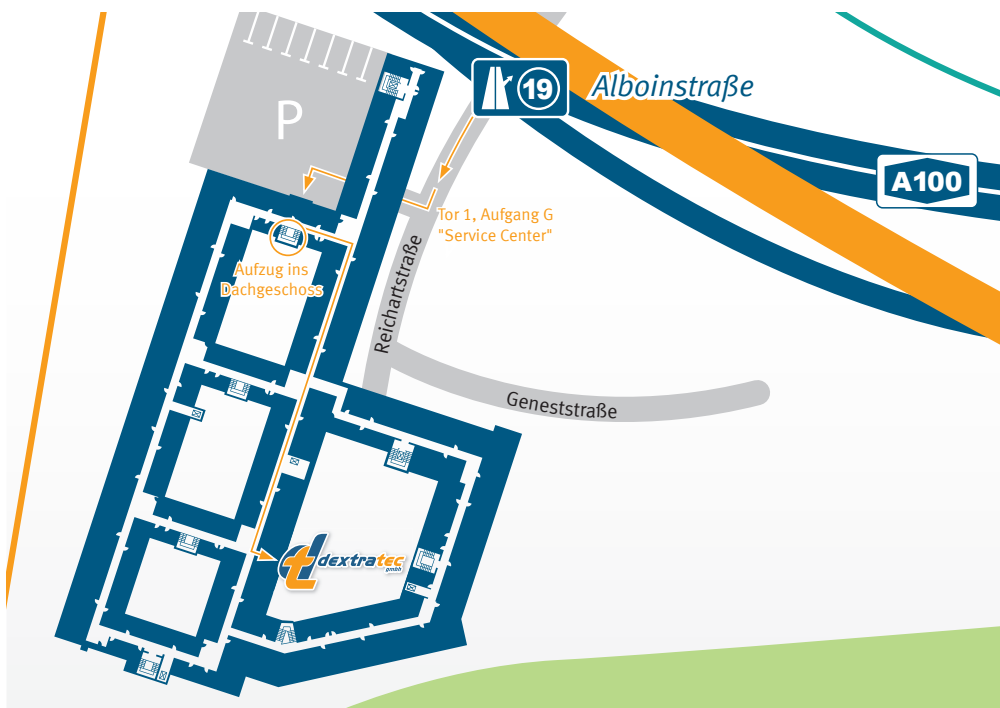 P
19
Alboinstraße
A100
Tor 1, Aufgang G
"Service Center"
Aufzug ins
Dachgeschoss
Reichartstraße
Geneststraße
dextratec
gmbh